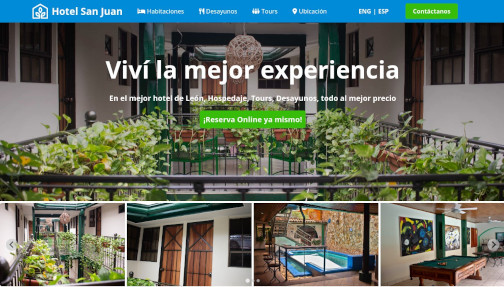 Hotel San Juan
Habitaciones
Desayunos
Tours
Ubicación
ENG | ESP
Contáctanos
Viví la mejor experiencia
En el mejor hotel de León, Hospedaje, Tours, Desayunos, todo al mejor precio
¡Reserva Online ya mismo!